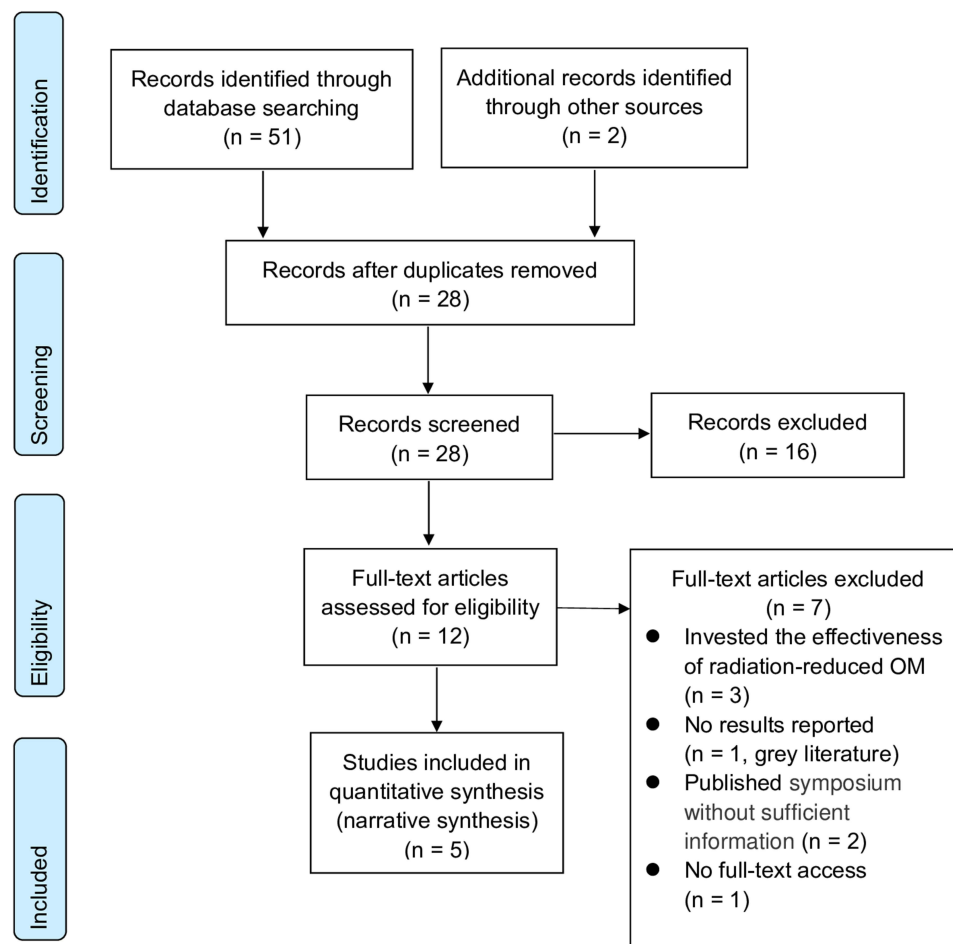 Identification
Records identified through
database searching
(n = 51)
Additional records identified
through other sources
(n = 2)
Records after duplicates removed
(n = 28)
Screening
Records screened
(n = 28)
Records excluded
(n = 16)
Eligibility
Full-text articles
assessed for eligibility
(n = 12)
Full-text articles excluded
(n = 7)
● Invested the effectiveness
of radiation-reduced OM
(n = 3)
● No results reported
(n = 1, grey literature)
● Published symposium
without sufficient
information (n = 2)
● No full-text access
(n = 1)
Included
Studies included in
quantitative synthesis
(narrative synthesis)
(n = 5)